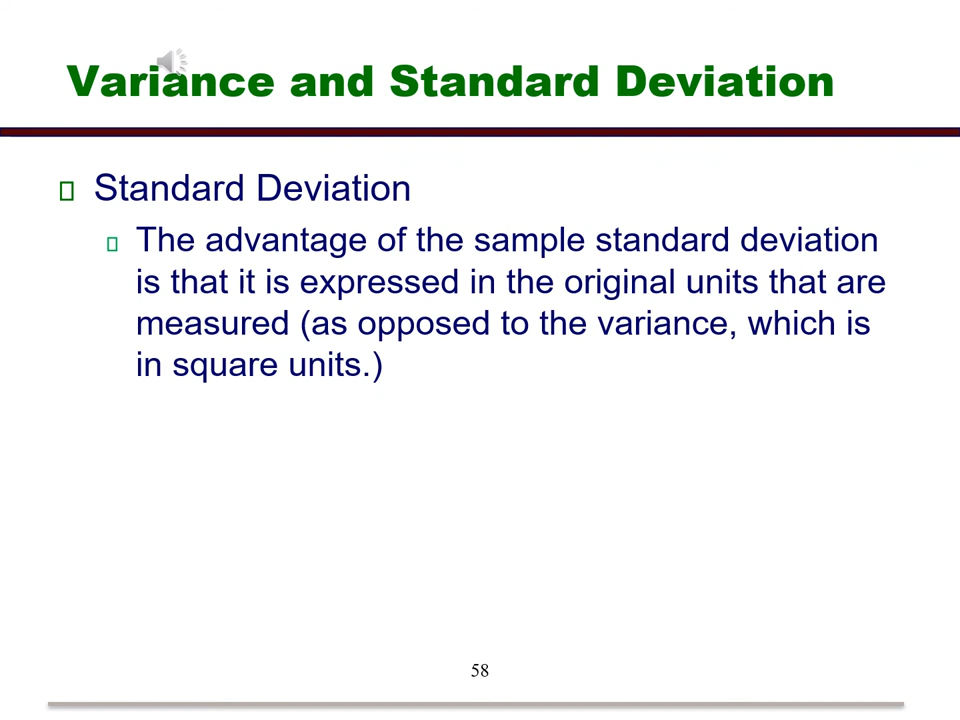 Variance and Standard Deviation
Standard Deviation
The advantage of the sample standard deviation
is that it is expressed in the original units that are
measured (as opposed to the variance, which is
in square units.)
58